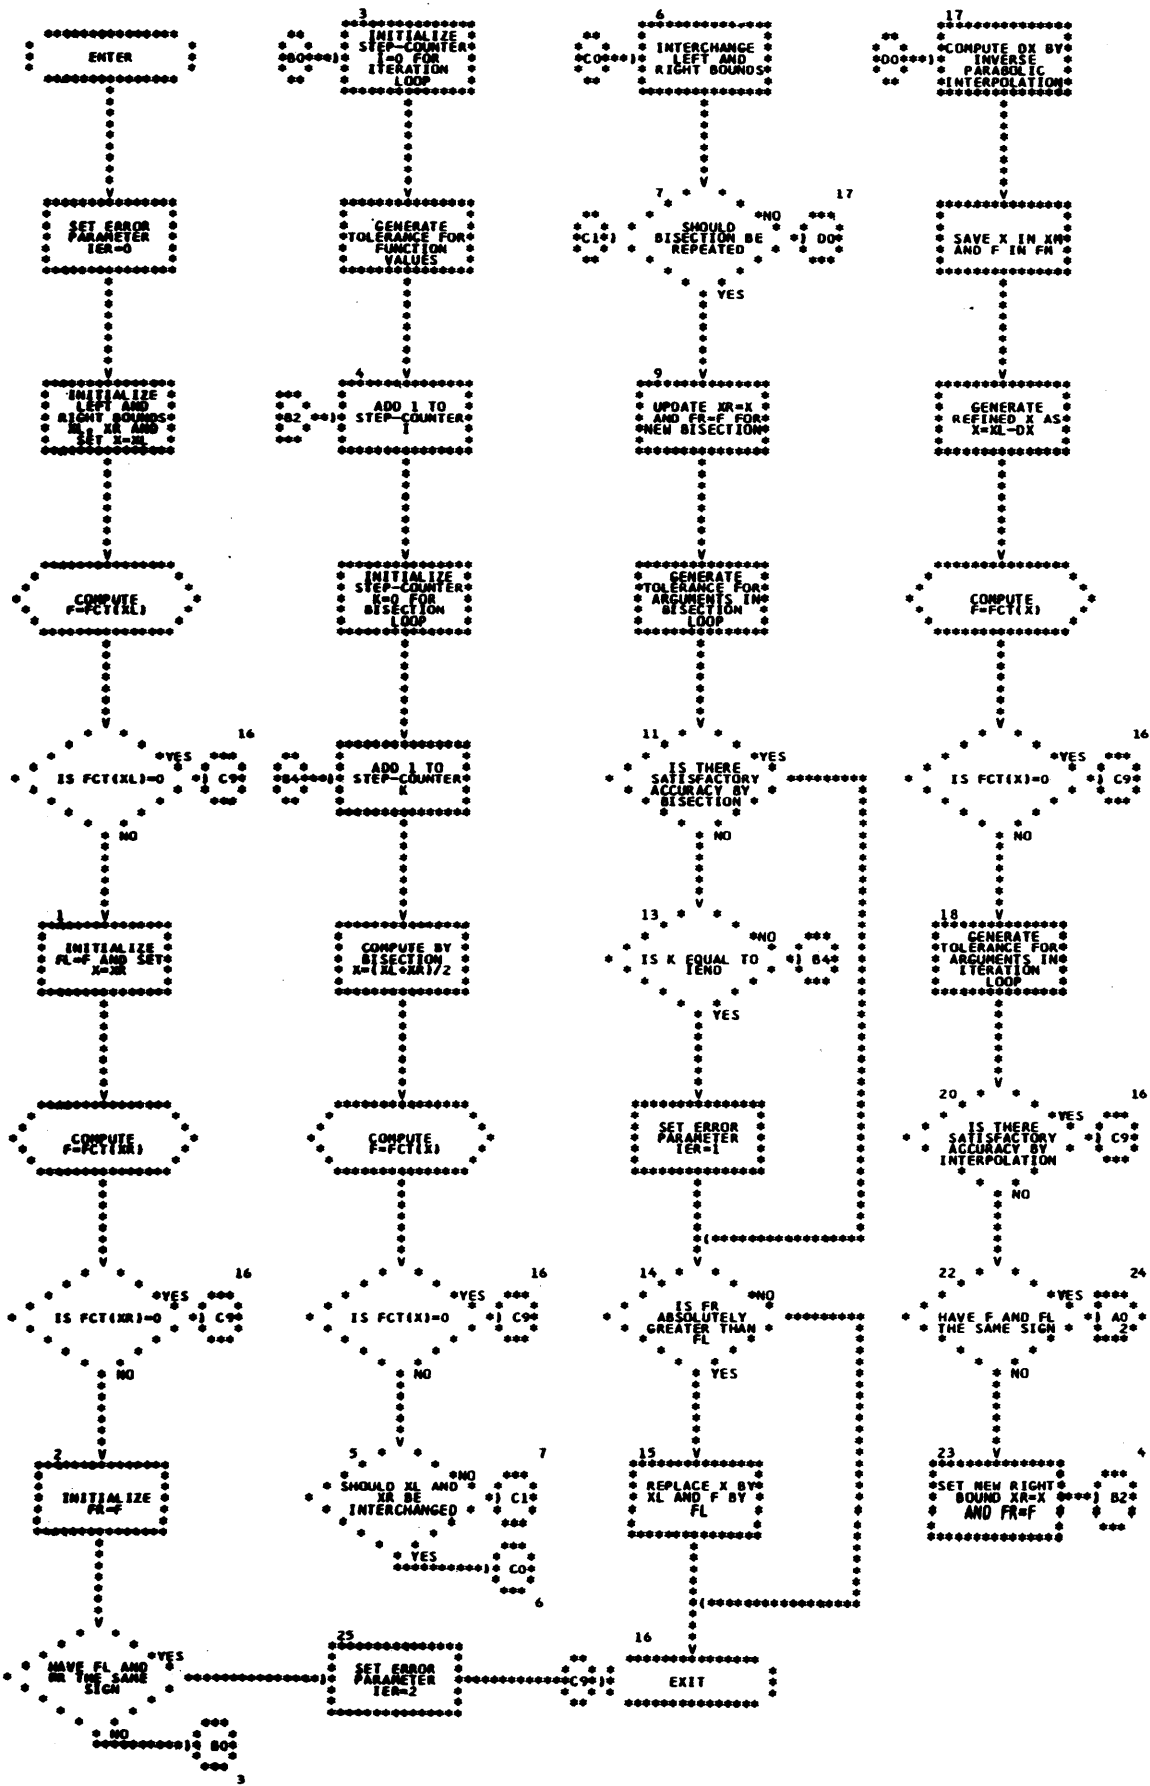 ENTER
SET ERROR
PARAMETER
IER=0
INITIALIZE
LEFT AND
RIGHT BOUNDS
XL, XR AND
SET X=XL
COMPUTE
F=FCT(XL)
IS FCT(XL)=0
YES
16
C9
NO
1
INITIALIZE
FL=F AND SET
X=XR
COMPUTE
F=FCT(XR)
IS FCT(XR)=0
YES
16
C9
NO
2
INITIALIZE
FR=F
HAVE FL AND
THE SAME
SIGN
YES
NO
B0
3
3
B0
INITIALIZE
STEP-COUNTER
I=0 FOR
ITERATION
LOOP
GENERATE
TOLERANCE FOR
FUNCTION
VALUES
4
B2
ADD 1 TO
STEP-COUNTER
I
INITIALIZE
STEP-COUNTER
K=0 FOR
BISECTION
LOOP
B4
ADD 1 TO
STEP-COUNTER
K
COMPUTE BY
BISECTION
X=(XL+XR)/2
COMPUTE
F=FCT(X)
IS FCT(X)=0
YES
16
C9
NO
5
SHOULD XL AND
XR BE
INTERCHANGED
NO
7
C1
YES
C0
6
25
SET ERROR
PARAMETER
IER=2
6
C0
INTERCHANGE
LEFT AND
RIGHT BOUNDS
7
C1
SHOULD
BISECTION BE
REPEATED
NO
17
D0
YES
9
UPDATE XR=X
AND FR=F FOR
NEW BISECTION
GENERATE
TOLERANCE FOR
ARGUMENTS IN
BISECTION
LOOP
11
IS THERE
SATISFACTORY
ACCURACY BY
BISECTION
YES
NO
13
IS K EQUAL TO
IEND
NO
B4
YES
SET ERROR
PARAMETER
IER=1
14
IS FR
ABSOLUTELY
GREATER THAN
FL
NO
YES
15
REPLACE X BY
XL AND F BY
FL
16
C9
EXIT
17
D0
COMPUTE DX BY
INVERSE
PARABOLIC
INTERPOLATION
SAVE X IN XM
AND F IN FM
GENERATE
REFINED X AS
X=XL-DX
COMPUTE
F=FCT(X)
IS FCT(X)=0
YES
16
C9
NO
18
GENERATE
TOLERANCE FOR
ARGUMENTS IN
ITERATION
LOOP
20
IS THERE
SATISFACTORY
ACCURACY BY
INTERPOLATION
YES
16
C9
NO
22
HAVE F AND FL
THE SAME SIGN
YES
24
A0
2
NO
23
SET NEW RIGHT
BOUND XR=X
AND FR=F
4
B2